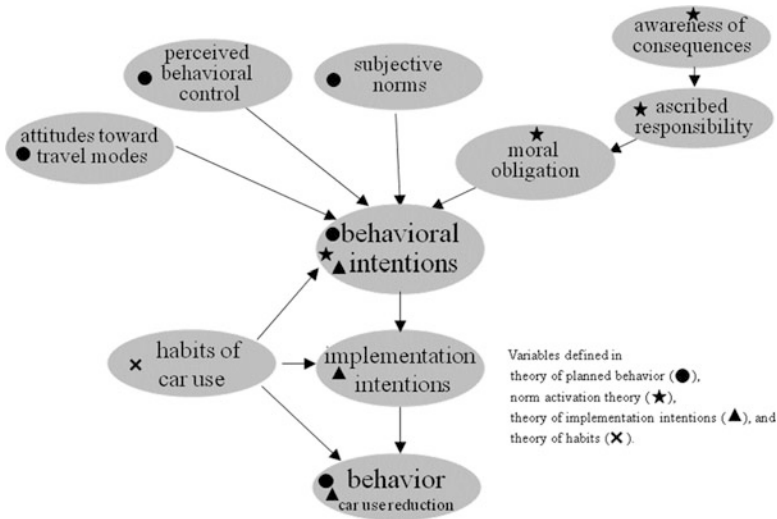 perceived
behavioral
control
subjective
norms
awareness of
consequences
attitudes toward
travel modes
ascribed
responsibility
moral
obligation
behavioral
intentions
habits of
car use
implementation
intentions
behavior
car use reduction
Variables defined in
theory of planned behavior (●),
norm activation theory (★),
theory of implementation intentions (▲), and
theory of habits (✕).